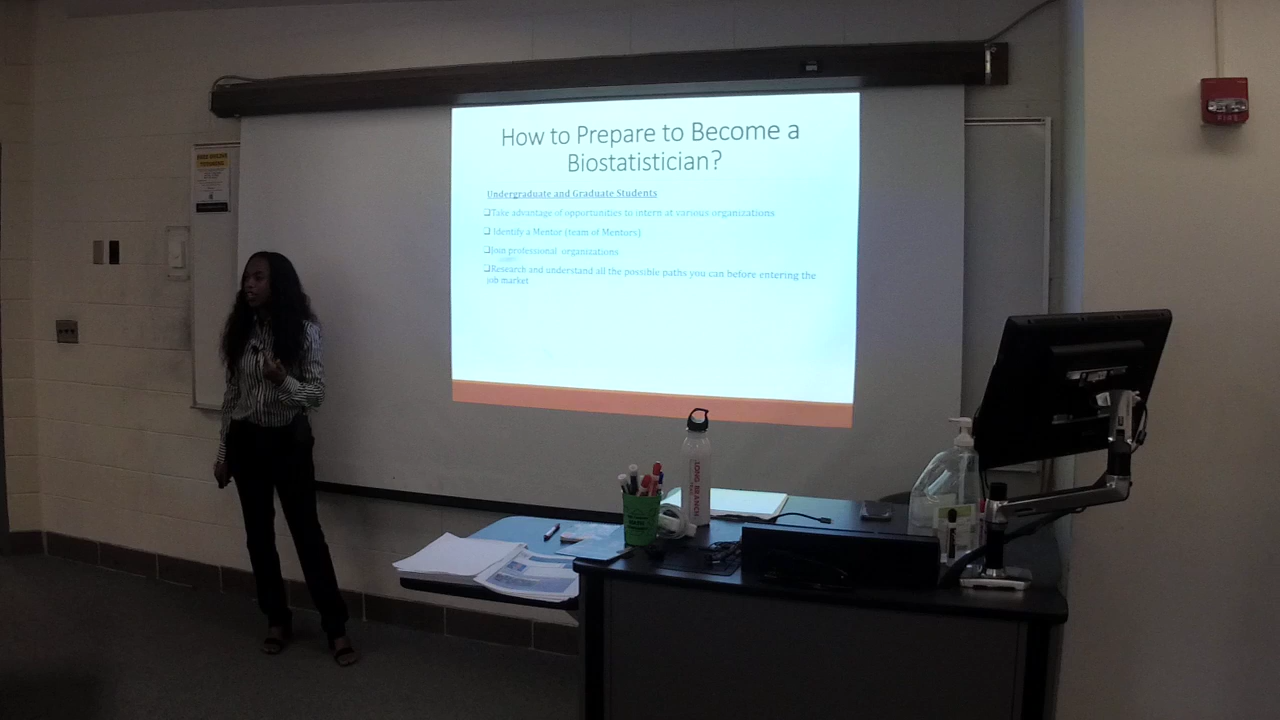 How to Prepare to Become a
Biostatistician?
Undergraduate and Graduate Students
❑Take advantage of opportunities to intern at various organizations
❑ Identify a Mentor (team of Mentors)
❑Join professional organizations
❑Research and understand all the possible paths you can before entering the
job market
LONG BRANCH
FIRE